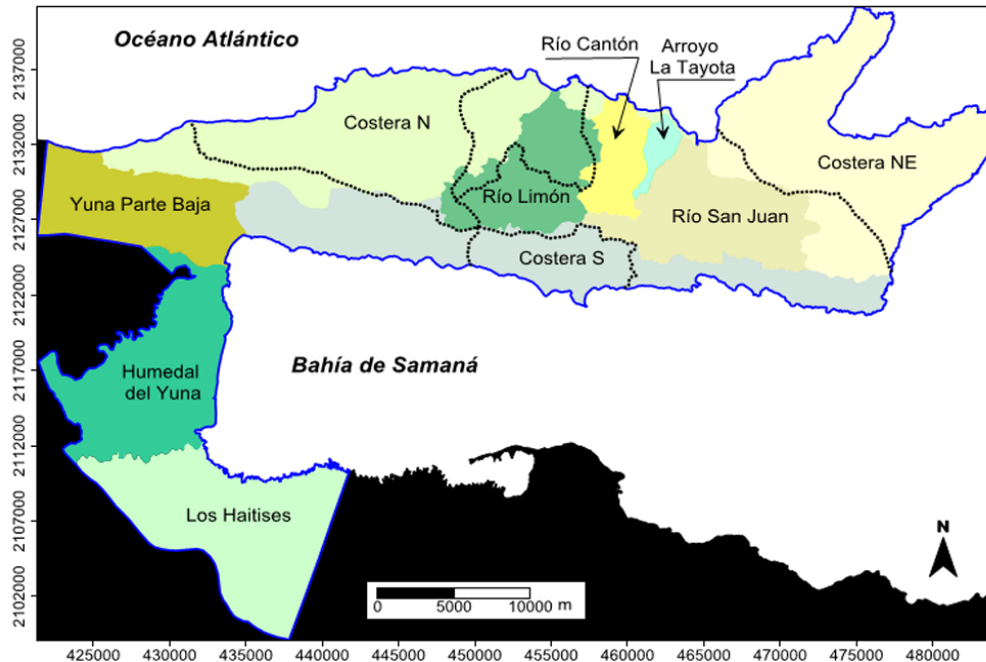 Océano Atlántico
Río Cantón
Arroyo
La Tayota
Costera N
Costera NE
Río Limón
Yuna Parte Baja
Río San Juan
Costera S
Bahía de Samaná
Humedal
del Yuna
Los Haitises
N
0 5000 10000 m
2137000
2132000
2127000
2122000
2117000
2112000
2107000
2102000
425000 430000 435000 440000 445000 450000 455000 460000 465000 470000 475000 480000